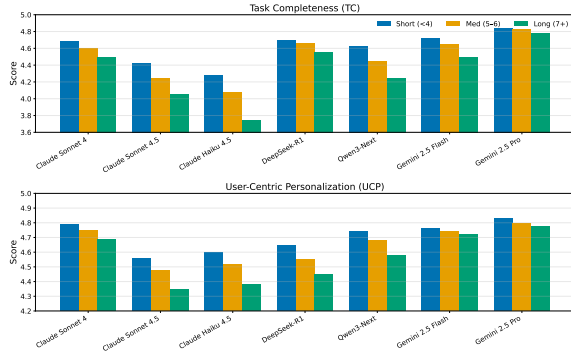 Task Completeness (TC)
Short (<4) Med (5–6) Long (7+)
Score
5.0
4.8
4.6
4.4
4.2
4.0
3.8
3.6
Claude Sonnet 4
Claude Sonnet 4.5
Claude Haiku 4.5
DeepSeek-R1
Qwen3-Next
Gemini 2.5 Flash
Gemini 2.5 Pro
User-Centric Personalization (UCP)
Score
5.0
4.9
4.8
4.7
4.6
4.5
4.4
4.3
4.2
Claude Sonnet 4
Claude Sonnet 4.5
Claude Haiku 4.5
DeepSeek-R1
Qwen3-Next
Gemini 2.5 Flash
Gemini 2.5 Pro